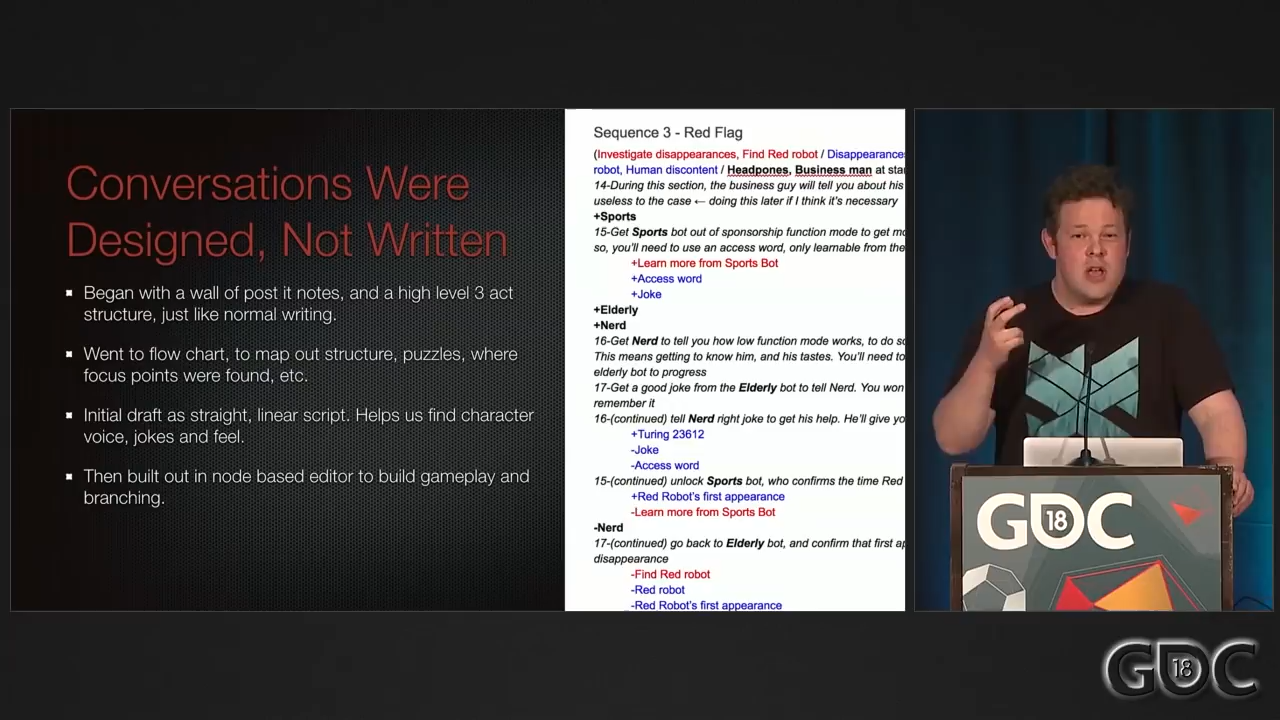 Conversations Were
Designed, Not Written
Began with a wall of post it notes, and a high level 3 act
structure, just like normal writing.
Went to flow chart, to map out structure, puzzles, where
focus points were found, etc.
Initial draft as straight, linear script. Helps us find character
voice, jokes and feel.
Then built out in node based editor to build gameplay and
branching.
Sequence 3 - Red Flag
(Investigate disappearances, Find Red robot / Disappearance
robot, Human discontent / Headpones, Business man at star
14-During this section, the business guy will tell you about his
useless to the case ← doing this later if I think it's necessary
+Sports
15-Get Sports bot out of sponsorship function mode to get mo
so, you'll need to use an access word, only learnable from the
+Learn more from Sports Bot
+Access word
+Joke
+Elderly
+Nerd
16-Get Nerd to tell you how low function mode works, to do so
This means getting to know him, and his tastes. You'll need to
elderly bot to progress
17-Get a good joke from the Elderly bot to tell Nerd. You won
remember it
16-(continued) tell Nerd right joke to get his help. He'll give yo
+Turing 23612
-Joke
-Access word
15-(continued) unlock Sports bot, who confirms the time Red
+Red Robot's first appearance
-Learn more from Sports Bot
-Nerd
17-(continued) go back to Elderly bot, and confirm that first ap
disappearance
-Find Red robot
-Red robot
-Red Robot's first appearance
GDC
18
GDC
18